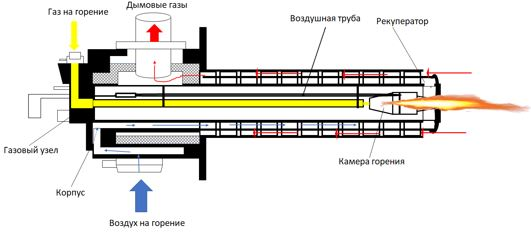 Дымовые газы
Газ на горение
Воздушная труба
Рекуператор
Газовый узел
Камера горения
Корпус
Воздух на горение